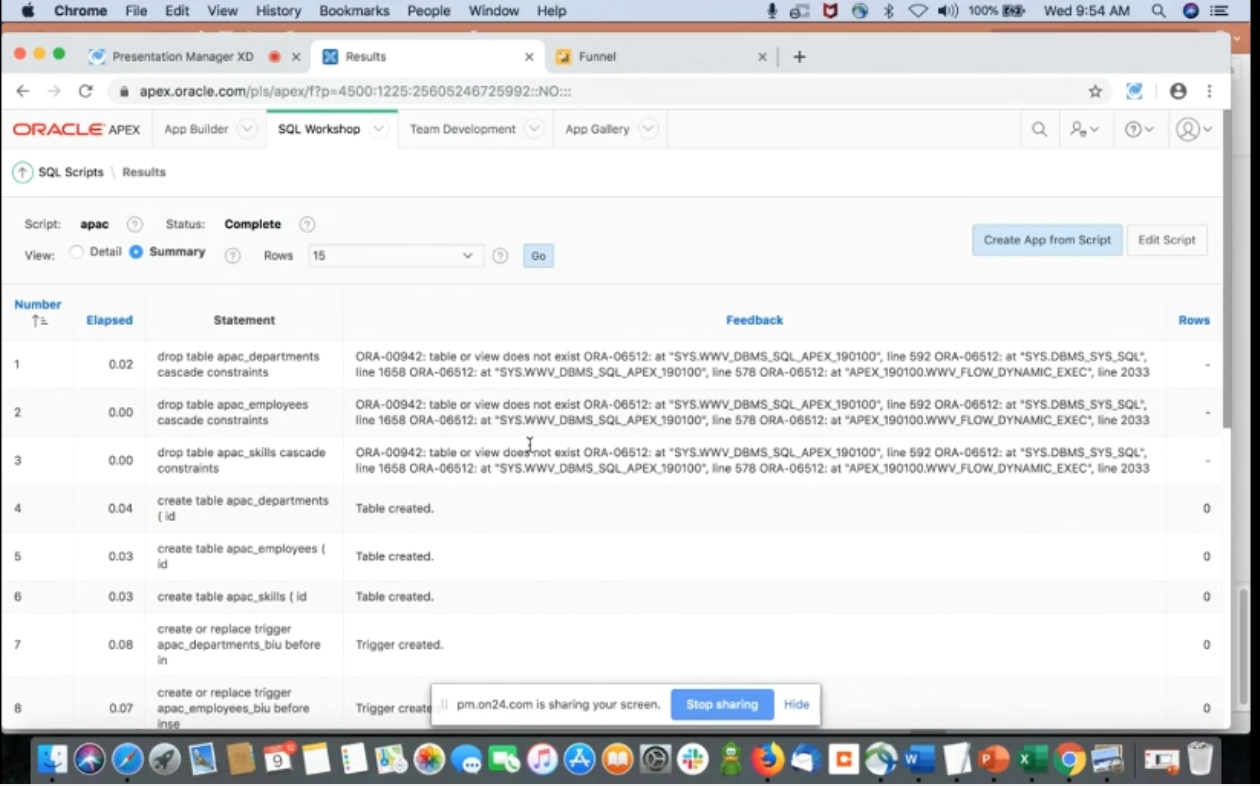 Chrome File Edit View History Bookmarks People Window Help 100% Wed 9:54 AM
Presentation Manager XD Results Funnel
apex.oracle.com/pls/apex/f?p=4500:1225:25605246725992::NO:::
ORACLE APEX App Builder SQL Workshop Team Development App Gallery
SQL Scripts \ Results
Script: apac Status: Complete
Create App from Script Edit Script
View: Detail Summary Rows 15 Go
Number Elapsed Statement Feedback Rows
1 0.02 drop table apac_departments cascade constraints
ORA-00942: table or view does not exist ORA-06512: at "SYS.WWV_DBMS_SQL_APEX_190100", line 592 ORA-06512: at "SYS.DBMS_SYS_SQL",
line 1658 ORA-06512: at "SYS.WWV_DBMS_SQL_APEX_190100", line 578 ORA-06512: at "APEX_190100.WWV_FLOW_DYNAMIC_EXEC", line 2033
-
2 0.00 drop table apac_employees cascade constraints
ORA-00942: table or view does not exist ORA-06512: at "SYS.WWV_DBMS_SQL_APEX_190100", line 592 ORA-06512: at "SYS.DBMS_SYS_SQL",
line 1658 ORA-06512: at "SYS.WWV_DBMS_SQL_APEX_190100", line 578 ORA-06512: at "APEX_190100.WWV_FLOW_DYNAMIC_EXEC", line 2033
-
3 0.00 drop table apac_skills cascade constraints
ORA-00942: table or view does not exist ORA-06512: at "SYS.WWV_DBMS_SQL_APEX_190100", line 592 ORA-06512: at "SYS.DBMS_SYS_SQL",
line 1658 ORA-06512: at "SYS.WWV_DBMS_SQL_APEX_190100", line 578 ORA-06512: at "APEX_190100.WWV_FLOW_DYNAMIC_EXEC", line 2033
-
4 0.04 create table apac_departments ( id Table created. 0
5 0.03 create table apac_employees ( id Table created. 0
6 0.03 create table apac_skills ( id Table created. 0
7 0.08 create or replace trigger apac_departments_biu before in Trigger created. 0
8 0.07 create or replace trigger apac_employees_biu before inse Trigger create 0
pm.on24.com is sharing your screen. Stop sharing Hide